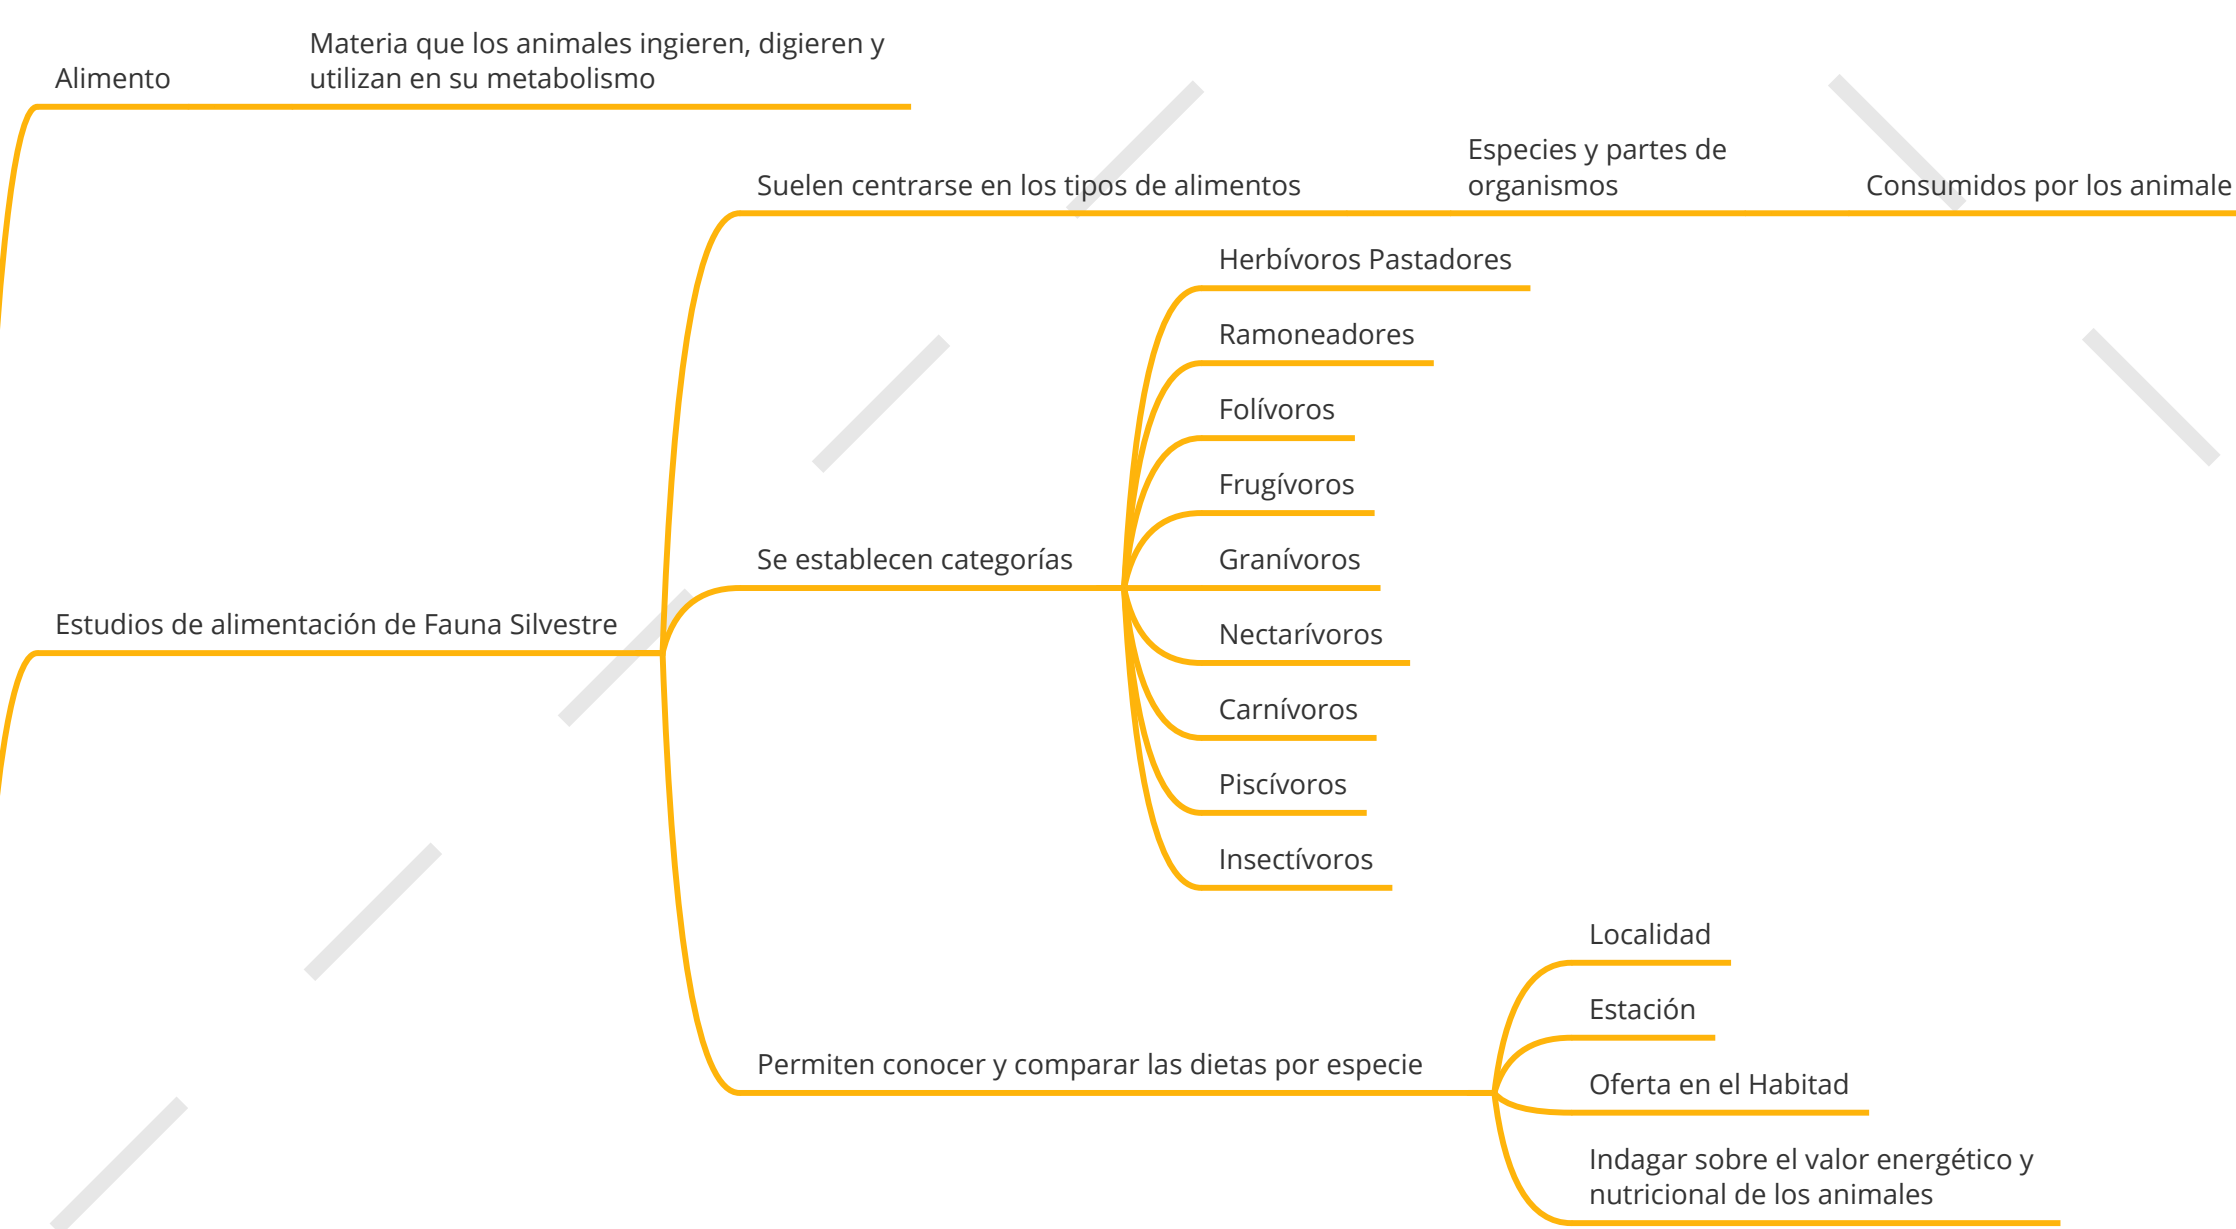 Alimento
Materia que los animales ingieren, digieren y
utilizan en su metabolismo
Suelen centrarse en los tipos de alimentos
Especies y partes de
organismos
Consumidos por los animale
Estudios de alimentación de Fauna Silvestre
Se establecen categorías
Herbívoros Pastadores
Ramoneadores
Folívoros
Frugívoros
Granívoros
Nectarívoros
Carnívoros
Piscívoros
Insectívoros
Permiten conocer y comparar las dietas por especie
Localidad
Estación
Oferta en el Habitad
Indagar sobre el valor energético y
nutricional de los animales